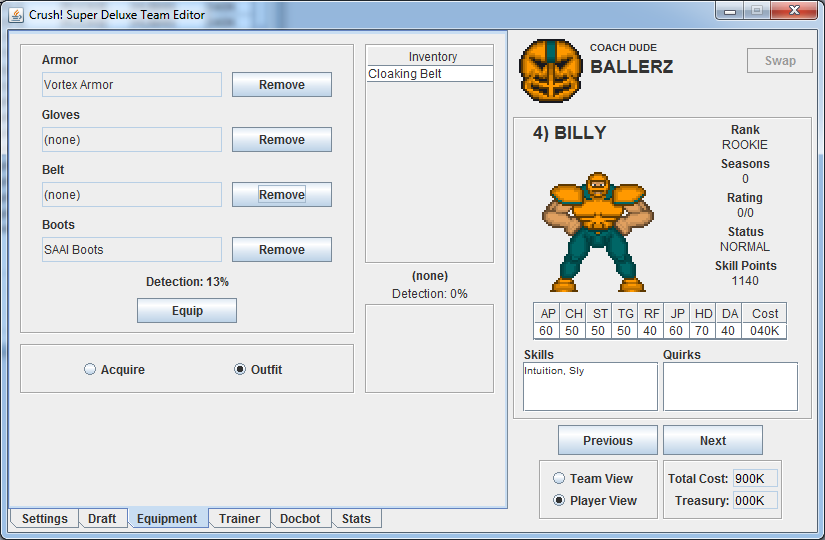 Crush! Super Deluxe Team Editor
Armor
Vortex Armor
Remove
Gloves
(none)
Remove
Belt
(none)
Remove
Boots
SAAI Boots
Remove
Detection: 13%
Equip
Acquire
Outfit
Inventory
Cloaking Belt
(none)
Detection: 0%
COACH DUDE
BALLERZ
Swap
4) BILLY
Rank
ROOKIE
Seasons
0
Rating
0/0
Status
NORMAL
Skill Points
1140
AP CH ST TG RF JP HD DA Cost
60 50 50 50 40 60 70 40 040K
Skills
Intuition, Sly
Quirks
Previous
Next
Team View
Player View
Total Cost: 900K
Treasury: 000K
Settings Draft Equipment Trainer Docbot Stats